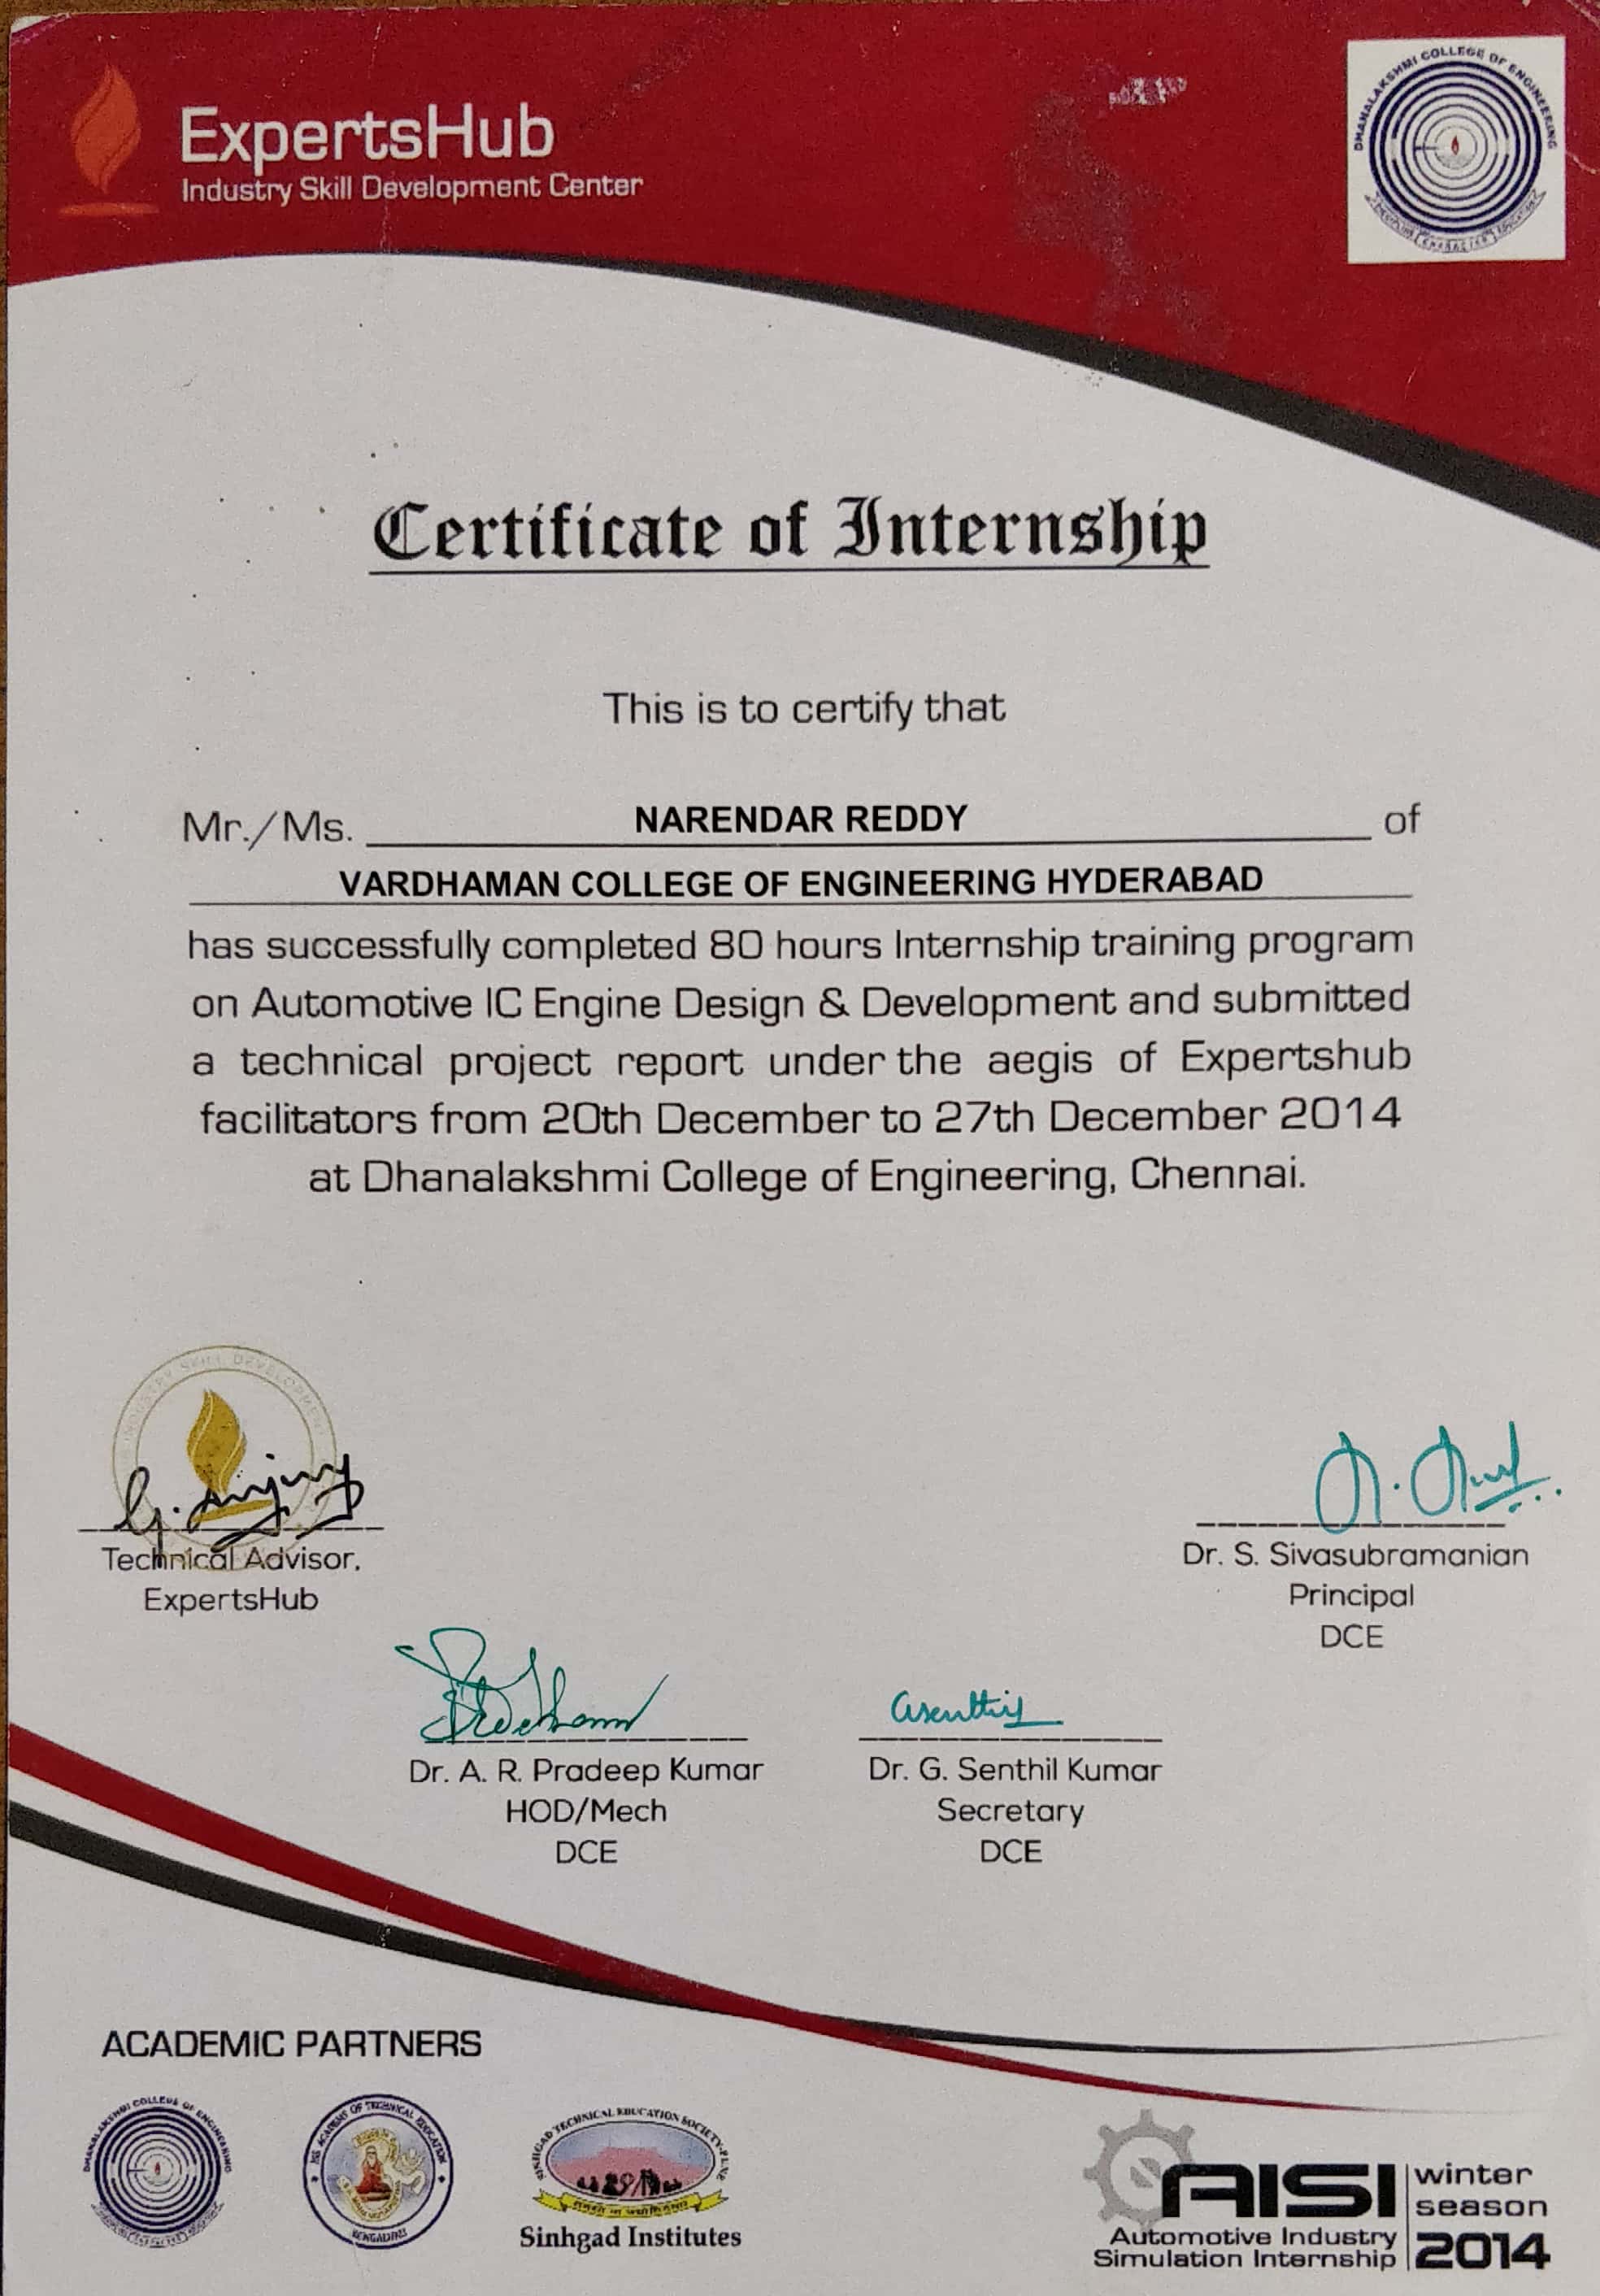 ExpertsHub
Industry Skill Development Center
DHANALAKSHMI COLLEGE OF ENGINEERING
CHARACTER
Certificate of Internship
This is to certify that
Mr./Ms. NARENDAR REDDY of
VARDHAMAN COLLEGE OF ENGINEERING HYDERABAD
has successfully completed 80 hours Internship training program
on Automotive IC Engine Design & Development and submitted
a technical project report under the aegis of Expertshub
facilitators from 20th December to 27th December 2014
at Dhanalakshmi College of Engineering, Chennai.
INDUSTRY SKILL DEVELOPMENT
Technical Advisor,
ExpertsHub
Dr. S. Sivasubramanian
Principal
DCE
Dr. A. R. Pradeep Kumar
HOD/Mech
DCE
Dr. G. Senthil Kumar
Secretary
DCE
ACADEMIC PARTNERS
DHANALAKSHMI COLLEGE OF ENGINEERING
ACADEMY OF TECHNICAL EDUCATION
BENGALURU
SINHGAD TECHNICAL EDUCATION SOCIETY-PUNE
Sinhgad Institutes
AISI
Automotive Industry
Simulation Internship
winter
season
2014